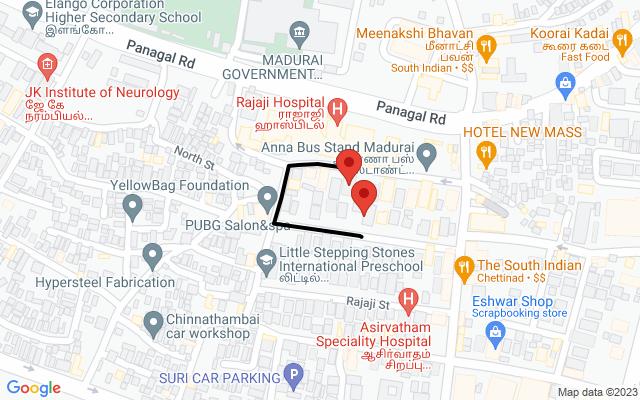 Elango Corporation
Higher Secondary School
இளங்கோ...
Panagal Rd
MADURAI
GOVERNMENT...
Meenakshi Bhavan
மீனாட்சி
பவன்
South Indian • $$
Koorai Kadai
கூரை கடை
Fast Food
JK Institute of Neurology
ஜே கே
நரம்பியல்...
Rajaji Hospital
ராஜாஜி
ஹாஸ்பிடல்
Panagal Rd
HOTEL NEW MASS
Anna Bus Stand Madurai
North St
YellowBag Foundation
PUBG Salon&spa
Little Stepping Stones
International Preschool
லிட்டில்...
The South Indian
Chettinad • $$
Hypersteel Fabrication
Rajaji St
Eshwar Shop
Scrapbooking store
Chinnathambai
car workshop
Asirvatham
Speciality Hospital
ஆசிர்வாதம்
சிறப்பு...
SURI CAR PARKING
Google
Map data ©2023